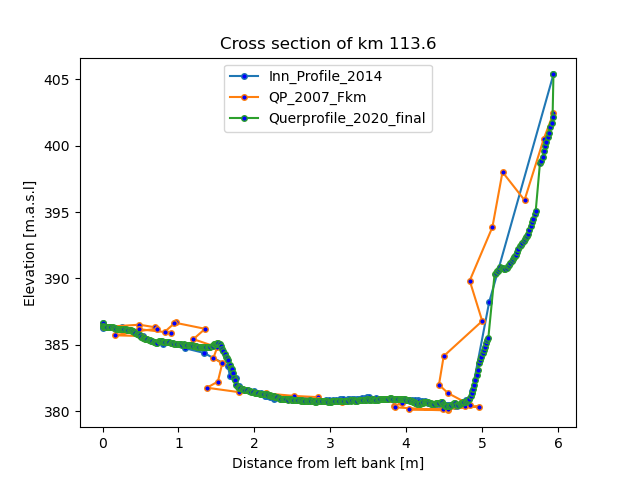 Cross section of km 113.6
Inn_Profile_2014
QP_2007_Fkm
Querprofile_2020_final
Elevation [m.a.s.l]
405
400
395
390
385
380
0 1 2 3 4 5 6
Distance from left bank [m]